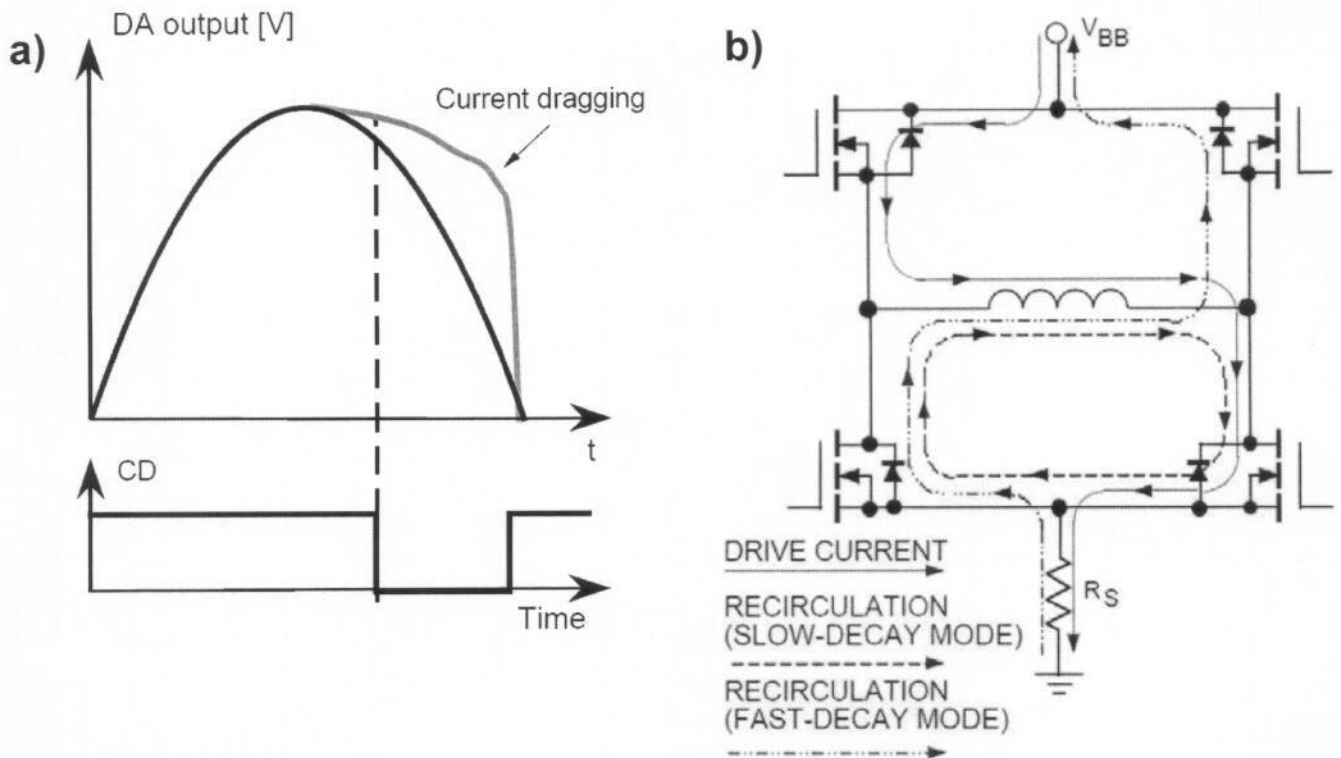 a)
DA output [V]
Current dragging
t
CD
Time
b)
VBB
DRIVE CURRENT
RECIRCULATION
(SLOW-DECAY MODE)
RECIRCULATION
(FAST-DECAY MODE)
RS